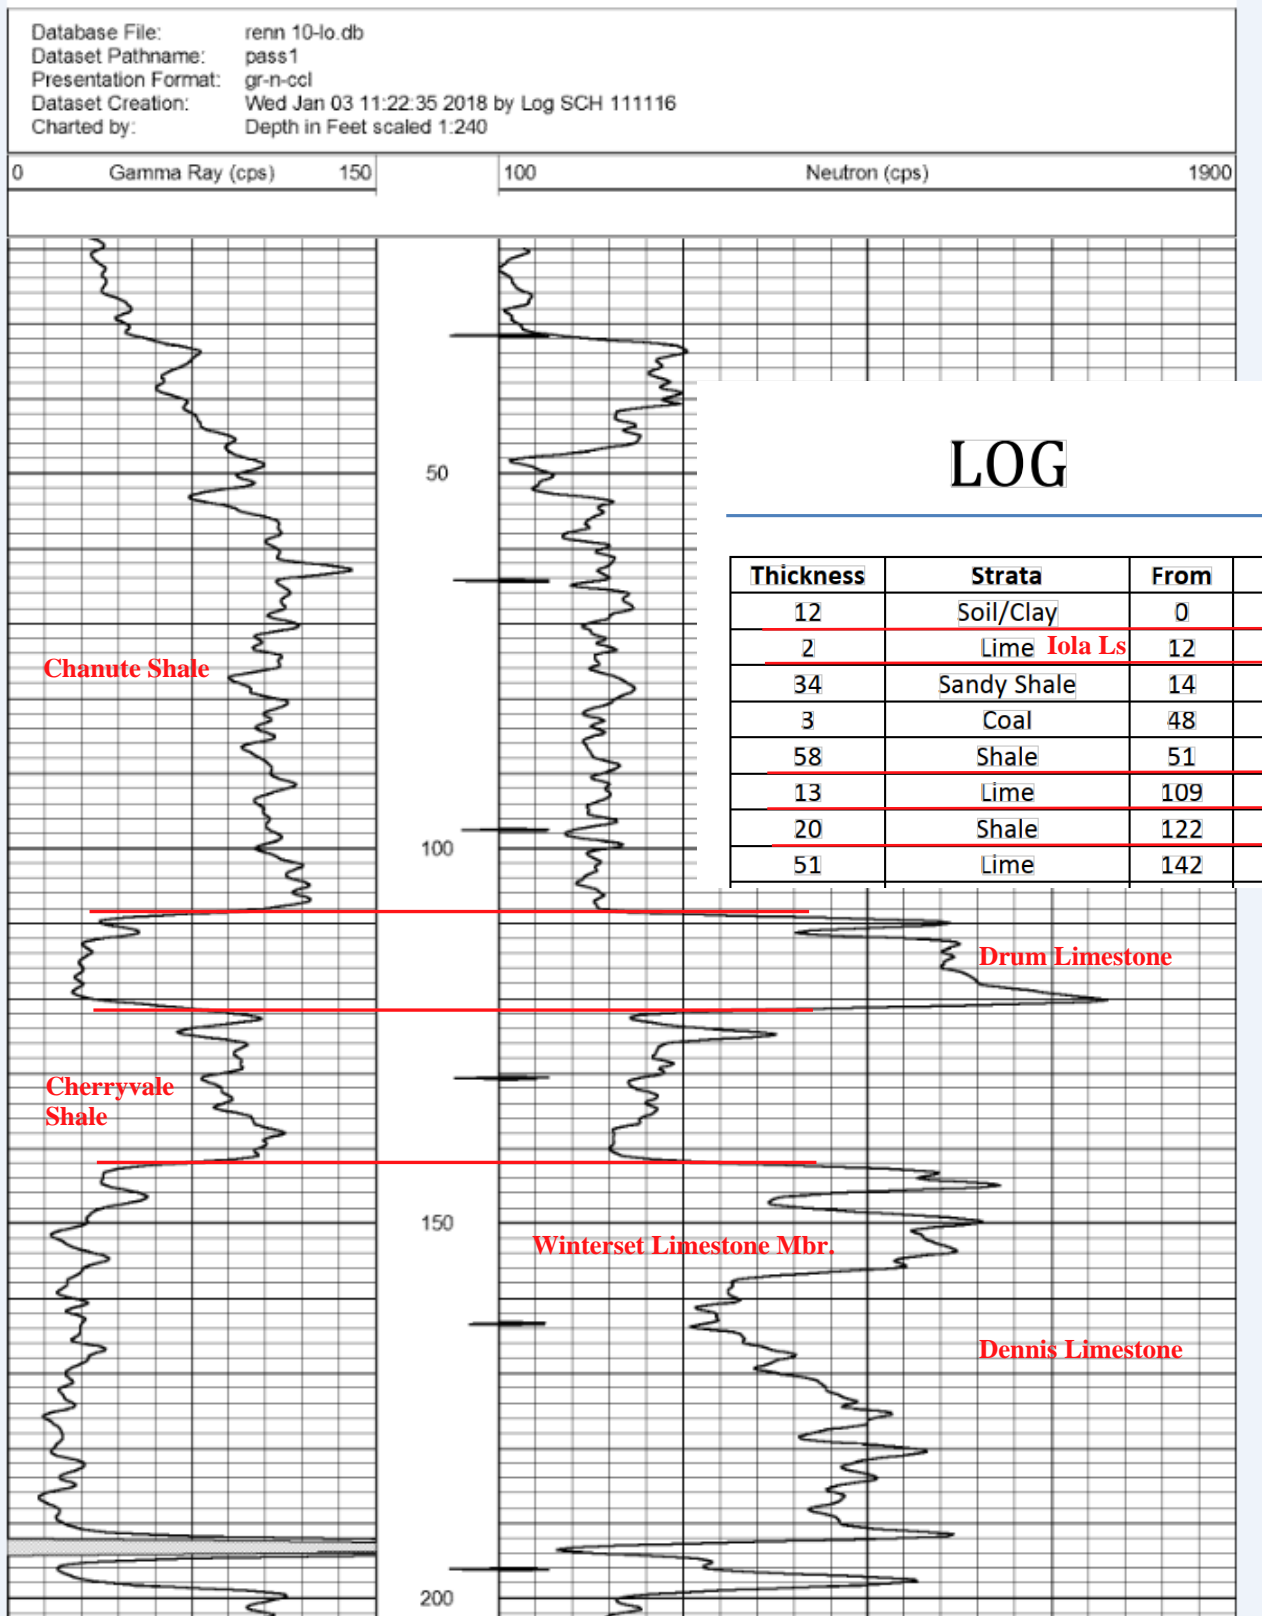 Database File: renn 10-lo.db
Dataset Pathname: pass1
Presentation Format: gr-n-ccl
Dataset Creation: Wed Jan 03 11:22:35 2018 by Log SCH 111116
Charted by: Depth in Feet scaled 1:240
0 Gamma Ray (cps) 150 100 Neutron (cps) 1900
50
LOG
Thickness Strata From
12 Soil/Clay 0
2 Lime Iola Ls 12
Chanute Shale
34 Sandy Shale 14
3 Coal 48
58 Shale 51
13 Lime 109
20 Shale 122
100
51 Lime 142
Drum Limestone
Cherryvale
Shale
150
Winterset Limestone Mbr.
Dennis Limestone
200